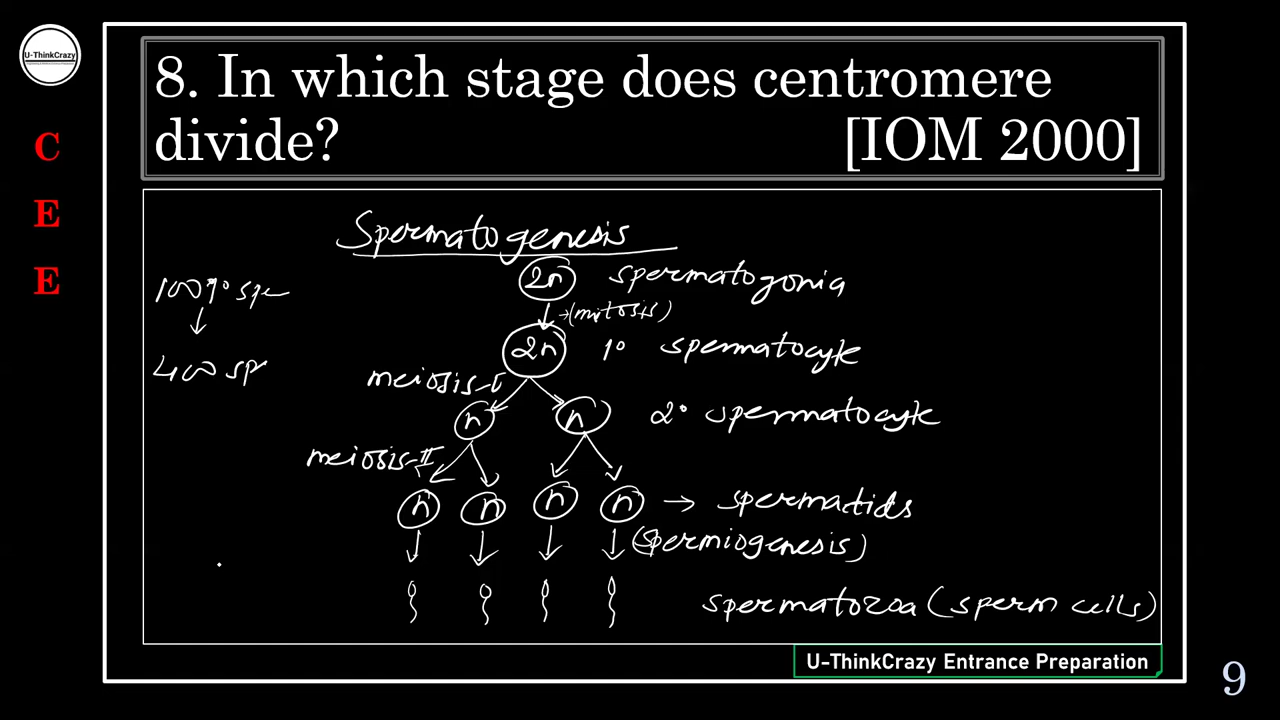 U-ThinkCrazy
C
E
E
8. In which stage does centromere
divide? [IOM 2000]
Spermatogenesis
2n spermatogonia
(mitosis)
100 1° sper
2n 1° spermatocyte
400 sp
meiosis-I
n n 2° spermatocyte
meiosis-II
n n n n → spermatids
(spermiogenesis)
spermatozoa (sperm cells)
U-ThinkCrazy Entrance Preparation
9